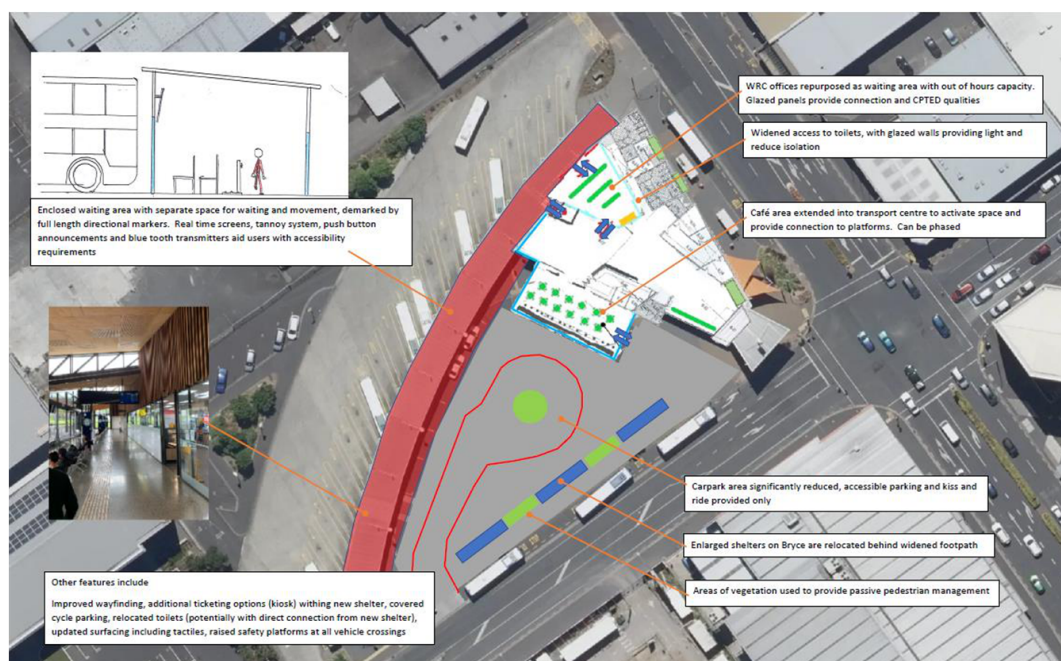 WRC offices repurposed as waiting area with out of hours capacity.
Glazed panels provide connection and CPTED qualities
Widened access to toilets, with glazed walls providing light and
reduce isolation
Enclosed waiting area with separate space for waiting and movement, demarked by
full length directional markers.  Real time screens, tannoy system, push button
announcements and blue tooth transmitters aid users with accessibility
requirements
Café area extended into transport centre to activate space and
provide connection to platforms.  Can be phased
Carpark area significantly reduced, accessible parking and kiss and
ride provided only
Enlarged shelters on Bryce are relocated behind widened footpath
Areas of vegetation used to provide passive pedestrian management
Other features include
Improved wayfinding, additional ticketing options (kiosk) withing new shelter, covered
cycle parking, relocated toilets (potentially with direct connection from new shelter),
updated surfacing including tactiles, raised safety platforms at all vehicle crossings